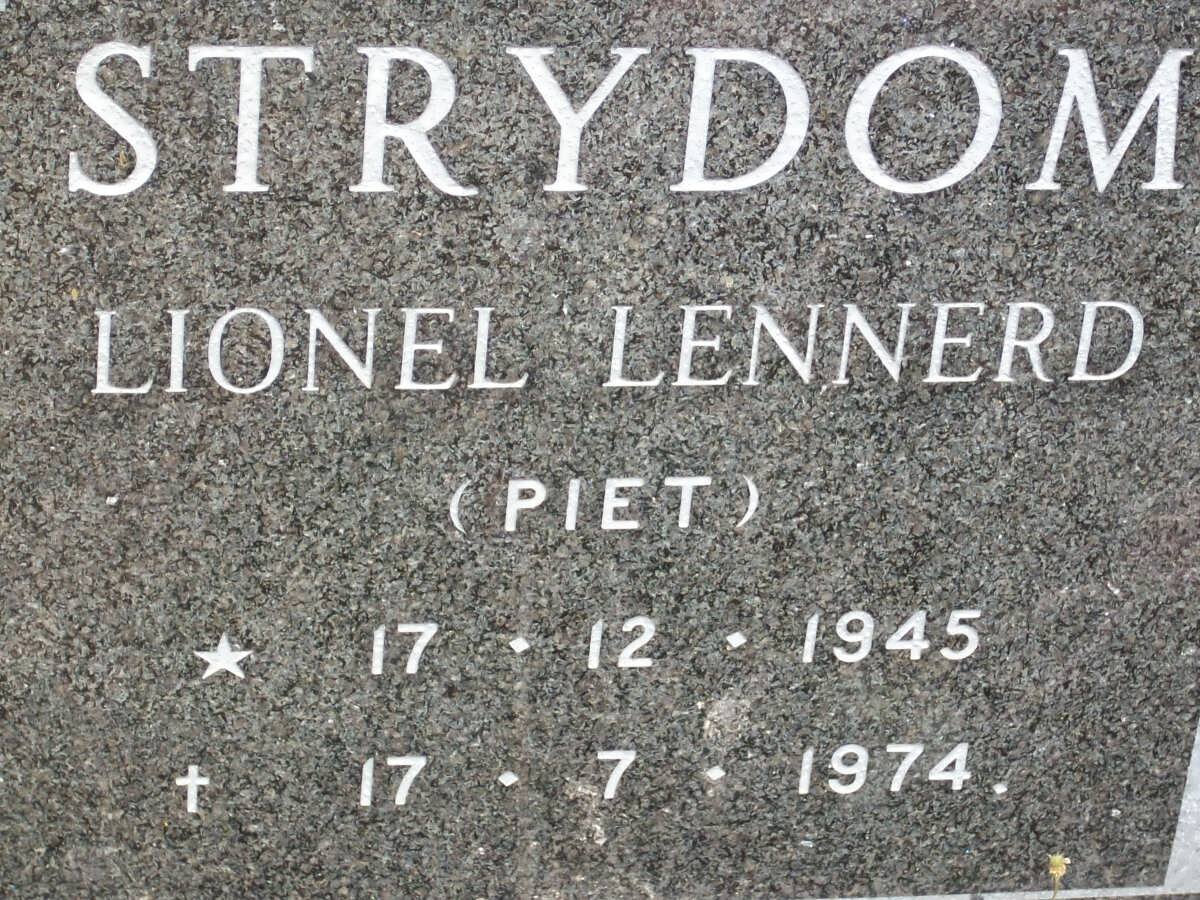 STRYDOM
LIONEL LENNERD
(PIET)
★ 17 · 12 · 1945
✝ 17 · 7 · 1974.